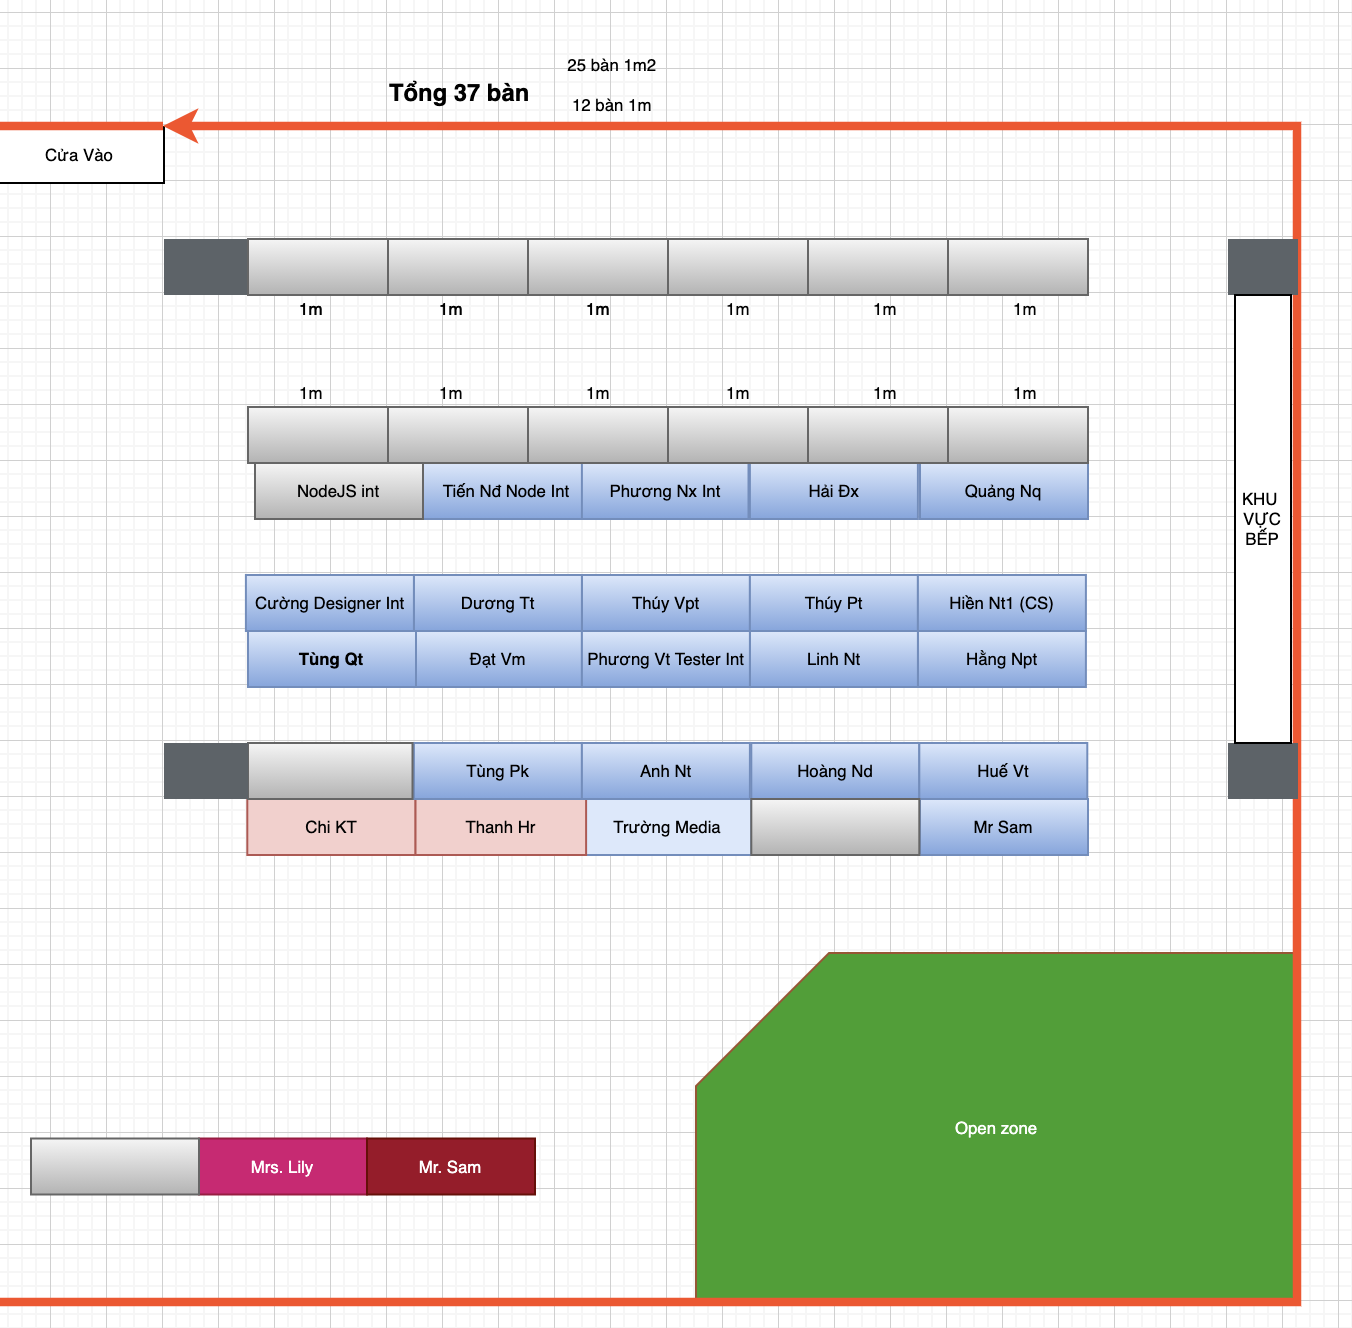 25 bàn 1m2
Tổng 37 bàn
12 bàn 1m
Cửa Vào
1m 1m 1m 1m 1m 1m
1m 1m 1m 1m 1m 1m
NodeJS int Tiến Nđ Node Int Phương Nx Int Hải Đx Quảng Nq
KHU
VỰC
BẾP
Cường Designer Int Dương Tt Thúy Vpt Thúy Pt Hiền Nt1 (CS)
Tùng Qt Đạt Vm Phương Vt Tester Int Linh Nt Hằng Npt
Tùng Pk Anh Nt Hoàng Nd Huế Vt
Chi KT Thanh Hr Trường Media Mr Sam
Open zone
Mrs. Lily Mr. Sam